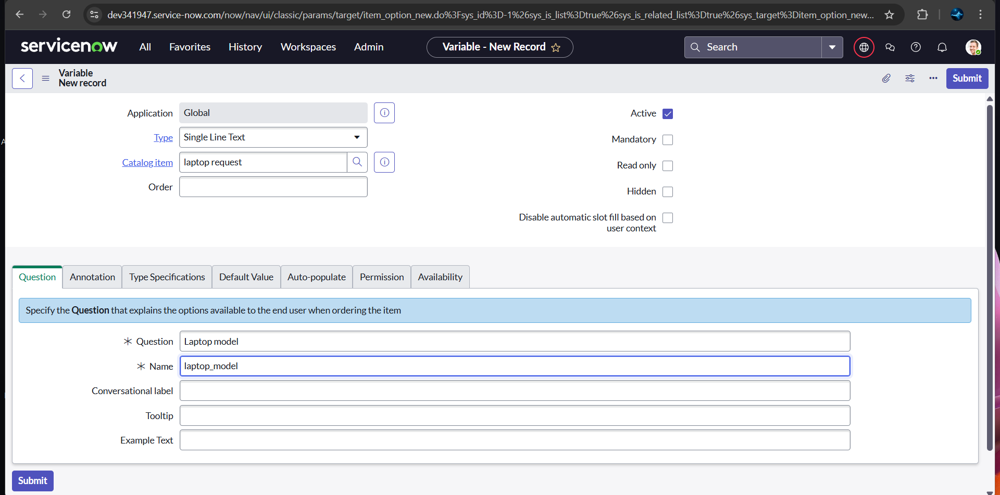 dev341947.service-now.com/now/nav/ui/classic/params/target/item_option_new.do%3Fsys_id%3D-1%26sys_is_list%3Dtrue%26sys_is_related_list%3Dtrue%26sys_target%3Ditem_option_new...
servicenow
All
Favorites
History
Workspaces
Admin
Variable - New Record
Search
Variable
New record
Submit
Application
Global
Type
Single Line Text
Catalog item
laptop request
Order
Active
Mandatory
Read only
Hidden
Disable automatic slot fill based on
user context
Question
Annotation
Type Specifications
Default Value
Auto-populate
Permission
Availability
Specify the Question that explains the options available to the end user when ordering the item
Question
Laptop model
Name
laptop_model
Conversational label
Tooltip
Example Text
Submit